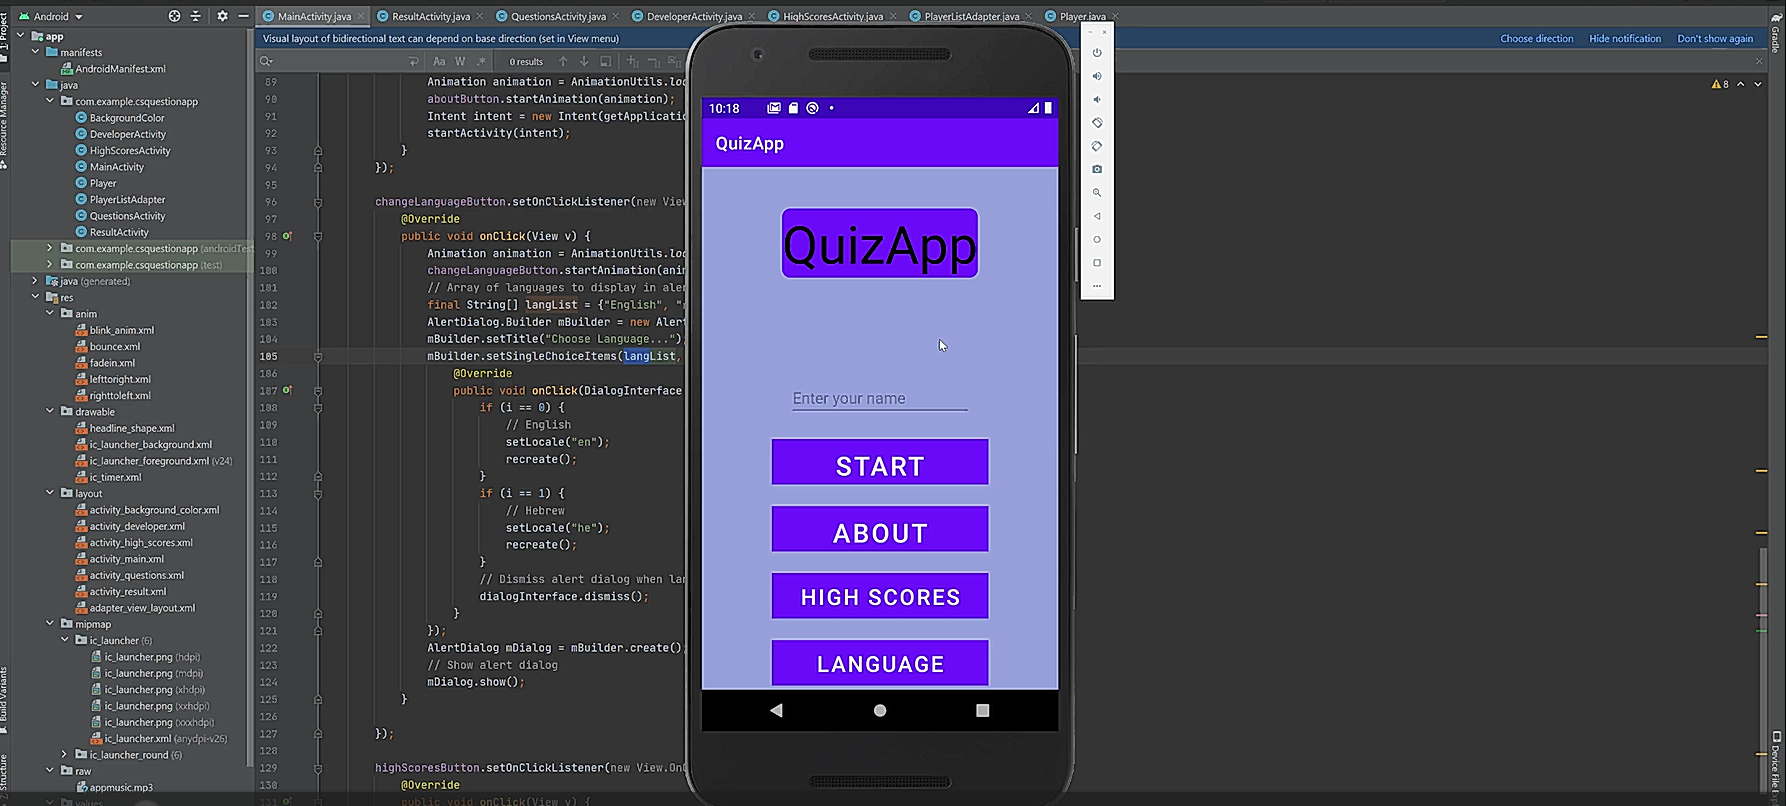 Android
MainActivity.java
ResultActivity.java
QuestionsActivity.java
DeveloperActivity.java
HighScoresActivity.java
PlayerListAdapter.java
Player.java
Visual layout of bidirectional text can depend on base direction (set in View menu)
Choose direction
Hide notification
Don't show again
Aa W .*
0 results
8
1: Project
Resource Manager
Build Variants
7: Structure
Gradle
app
manifests
AndroidManifest.xml
java
com.example.csquestionapp
BackgroundColor
DeveloperActivity
HighScoresActivity
MainActivity
Player
PlayerListAdapter
QuestionsActivity
ResultActivity
com.example.csquestionapp (androidTest
com.example.csquestionapp (test)
java (generated)
res
anim
blink_anim.xml
bounce.xml
fadein.xml
lefttoright.xml
righttoleft.xml
drawable
headline_shape.xml
ic_launcher_background.xml
ic_launcher_foreground.xml (v24)
ic_timer.xml
layout
activity_background_color.xml
activity_developer.xml
activity_high_scores.xml
activity_main.xml
activity_questions.xml
activity_result.xml
adapter_view_layout.xml
mipmap
ic_launcher (6)
ic_launcher.png (hdpi)
ic_launcher.png (mdpi)
ic_launcher.png (xhdpi)
ic_launcher.png (xxhdpi)
ic_launcher.png (xxxhdpi)
ic_launcher.xml (anydpi-v26)
ic_launcher_round (6)
raw
appmusic.mp3
values
89 Animation animation = AnimationUtils.loa
90 aboutButton.startAnimation(animation);
91 Intent intent = new Intent(getApplicatio
92 startActivity(intent);
93 }
94 });
95
96 changeLanguageButton.setOnClickListener(new View
97 @Override
98 public void onClick(View v) {
99 Animation animation = AnimationUtils.loa
100 changeLanguageButton.startAnimation(anim
101 // Array of languages to display in aler
102 final String[] langList = {"English", "
103 AlertDialog.Builder mBuilder = new Alert
104 mBuilder.setTitle("Choose Language...");
105 mBuilder.setSingleChoiceItems(langList,
106 @Override
107 public void onClick(DialogInterface
108 if (i == 0) {
109 // English
110 setLocale("en");
111 recreate();
112 }
113 if (i == 1) {
114 // Hebrew
115 setLocale("he");
116 recreate();
117 }
118 // Dismiss alert dialog when lan
119 dialogInterface.dismiss();
120 }
121 });
122 AlertDialog mDialog = mBuilder.create();
123 // Show alert dialog
124 mDialog.show();
125 }
126
127 });
128
129 highScoresButton.setOnClickListener(new View.OnC
130 @Override
131 public void onClick(View v) {
10:18
QuizApp
QuizApp
Enter your name
START
ABOUT
HIGH SCORES
LANGUAGE